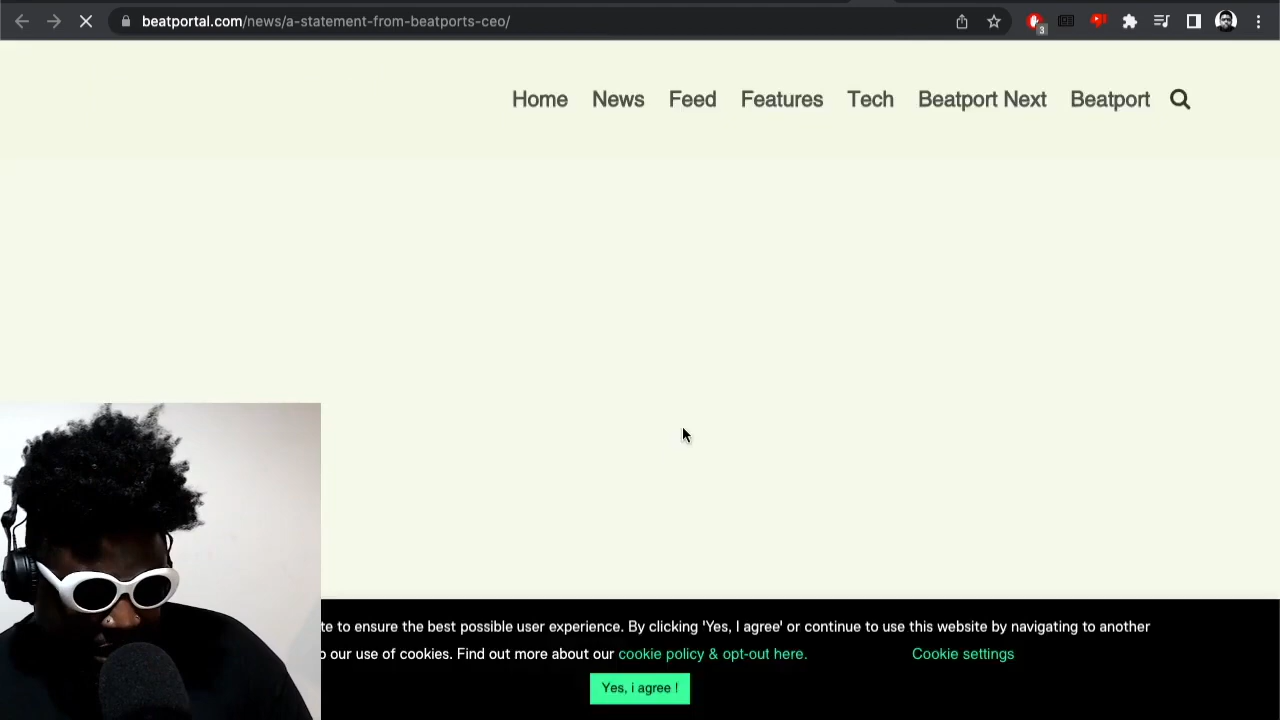 beatportal.com/news/a-statement-from-beatports-ceo/
3
Home News Feed Features Tech Beatport Next Beatport
te to ensure the best possible user experience. By clicking 'Yes, I agree' or continue to use this website by navigating to another
o our use of cookies. Find out more about our cookie policy & opt-out here. Cookie settings
Yes, i agree !